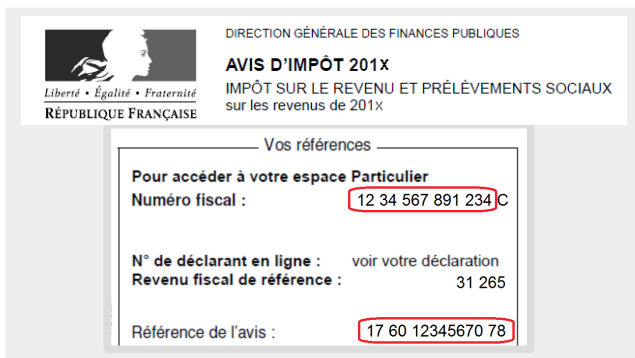 DIRECTION GÉNÉRALE DES FINANCES PUBLIQUES
AVIS D'IMPÔT 201X
IMPÔT SUR LE REVENU ET PRÉLÈVEMENTS SOCIAUX
sur les revenus de 201x
Liberté • Égalité • Fraternité
RÉPUBLIQUE FRANÇAISE
Vos références
Pour accéder à votre espace Particulier
Numéro fiscal : 12 34 567 891 234 C
N° de déclarant en ligne : voir votre déclaration
Revenu fiscal de référence : 31 265
Référence de l'avis : 17 60 12345670 78